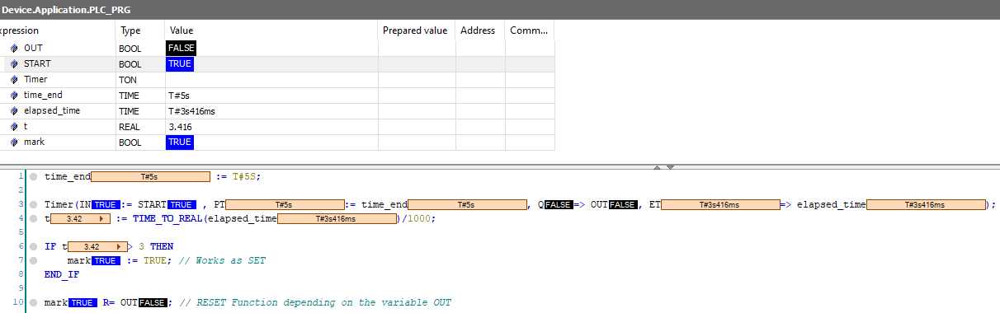 Device.Application.PLC_PRG
xpression Type Value Prepared value Address Comm...
OUT BOOL FALSE
START BOOL TRUE
Timer TON
time_end TIME T#5s
elapsed_time TIME T#3s416ms
t REAL 3.416
mark BOOL TRUE
1 time_end T#5s := T#5S;
2
3 Timer(IN TRUE := START TRUE , PT T#5s := time_end T#5s , Q FALSE => OUT FALSE , ET T#3s416ms => elapsed_time T#3s416ms );
4 t 3.42 := TIME_TO_REAL(elapsed_time T#3s416ms )/1000;
5
6 IF t 3.42 > 3 THEN
7 mark TRUE := TRUE; // Works as SET
8 END_IF
9
10 mark TRUE R= OUT FALSE ; // RESET Function depending on the variable OUT